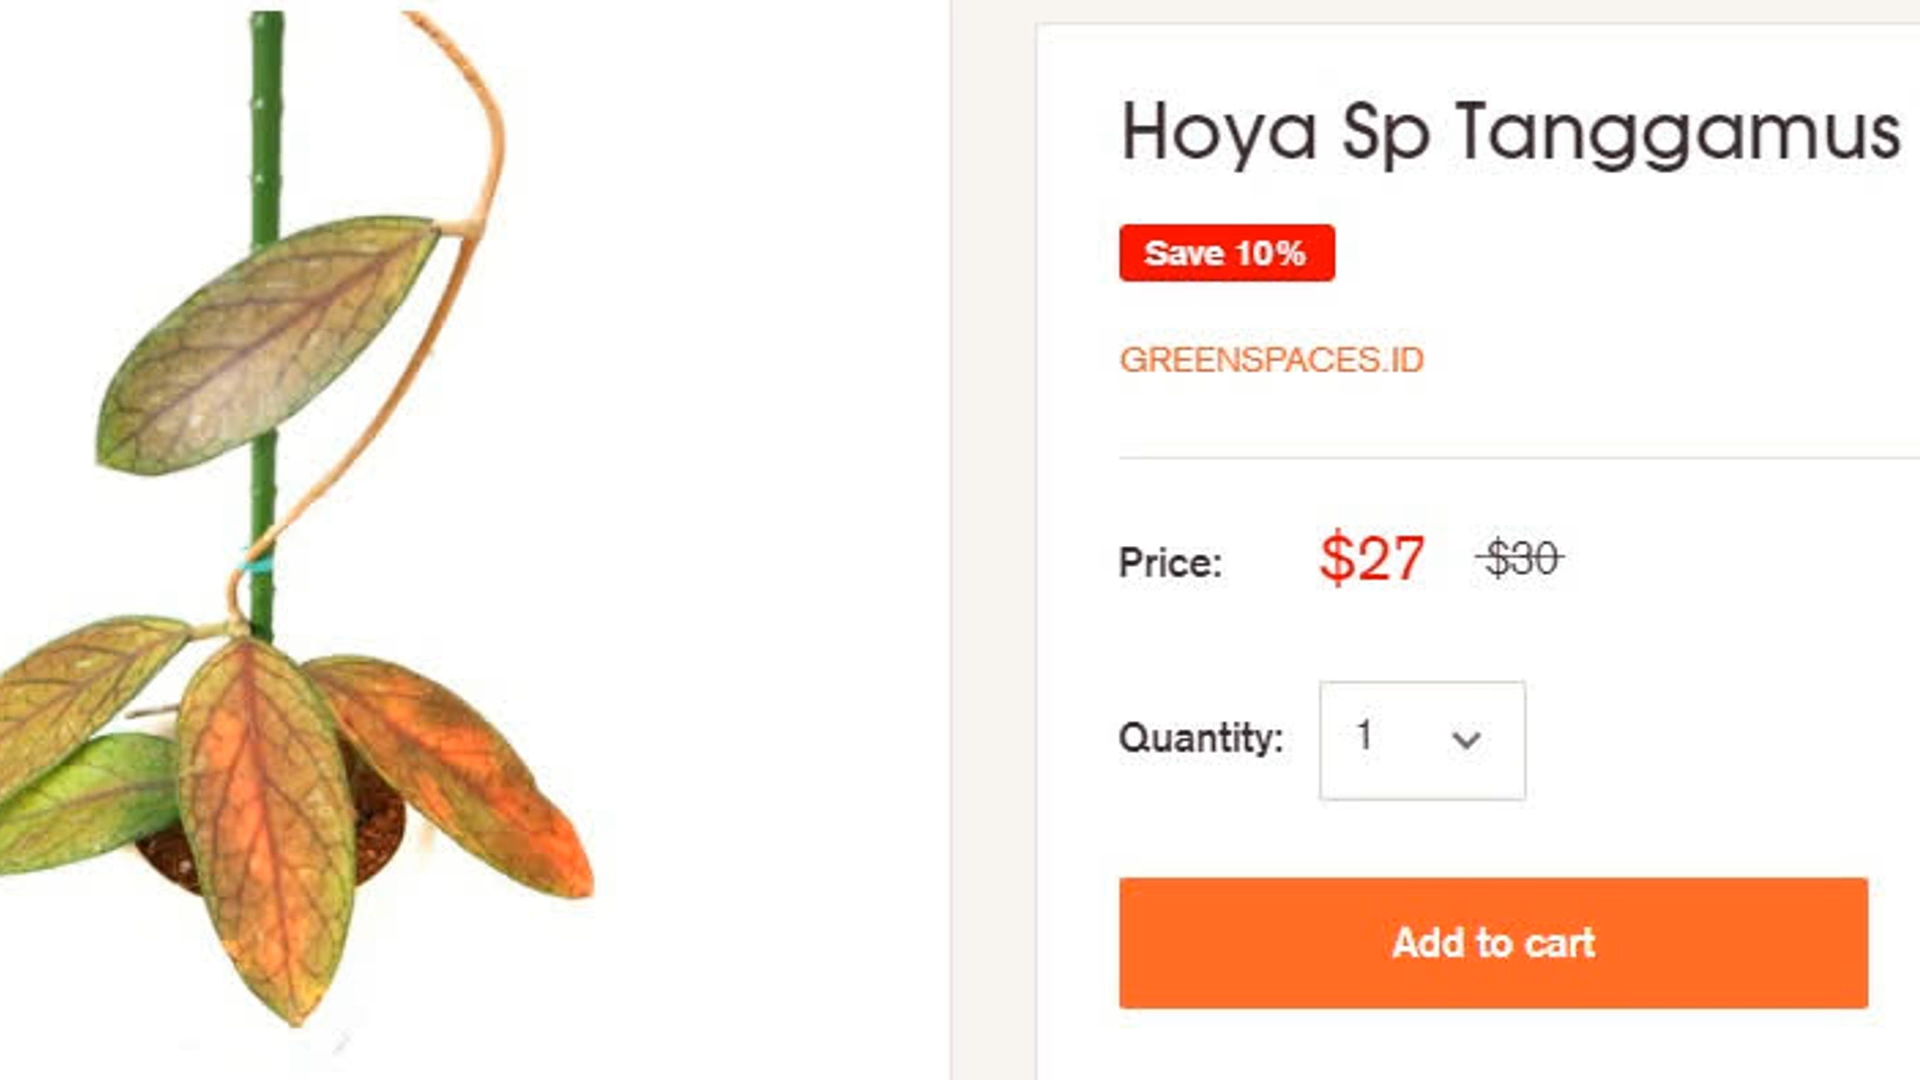 Hoya Sp Tanggamus
Save 10%
GREENSPACES.ID
Price: $27 $30
Quantity: 1
Add to cart